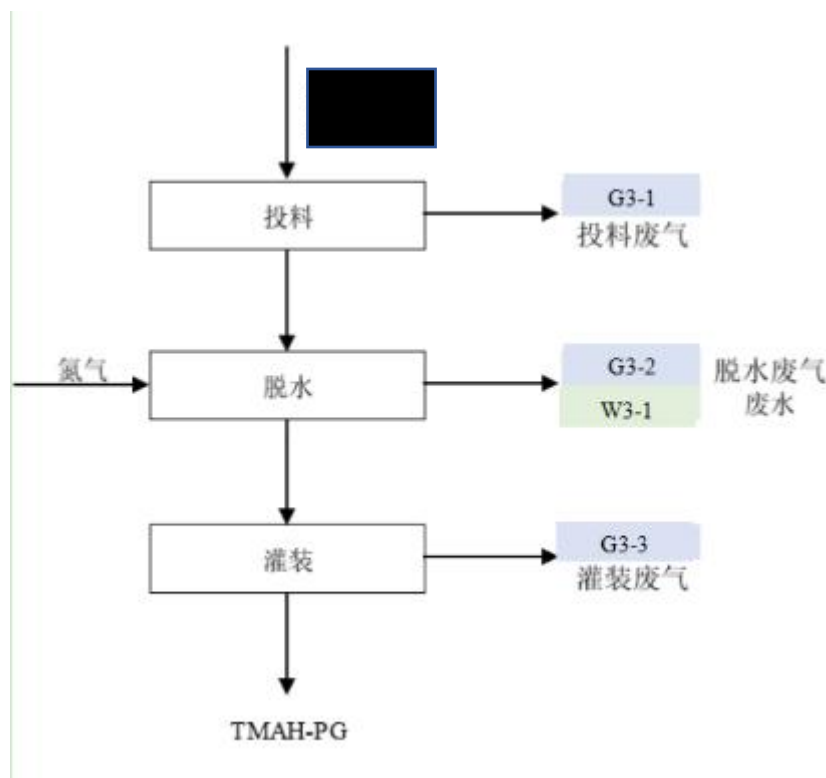 投料
G3-1
投料废气
氮气
脱水
G3-2
W3-1
脱水废气
废水
灌装
G3-3
灌装废气
TMAH-PG